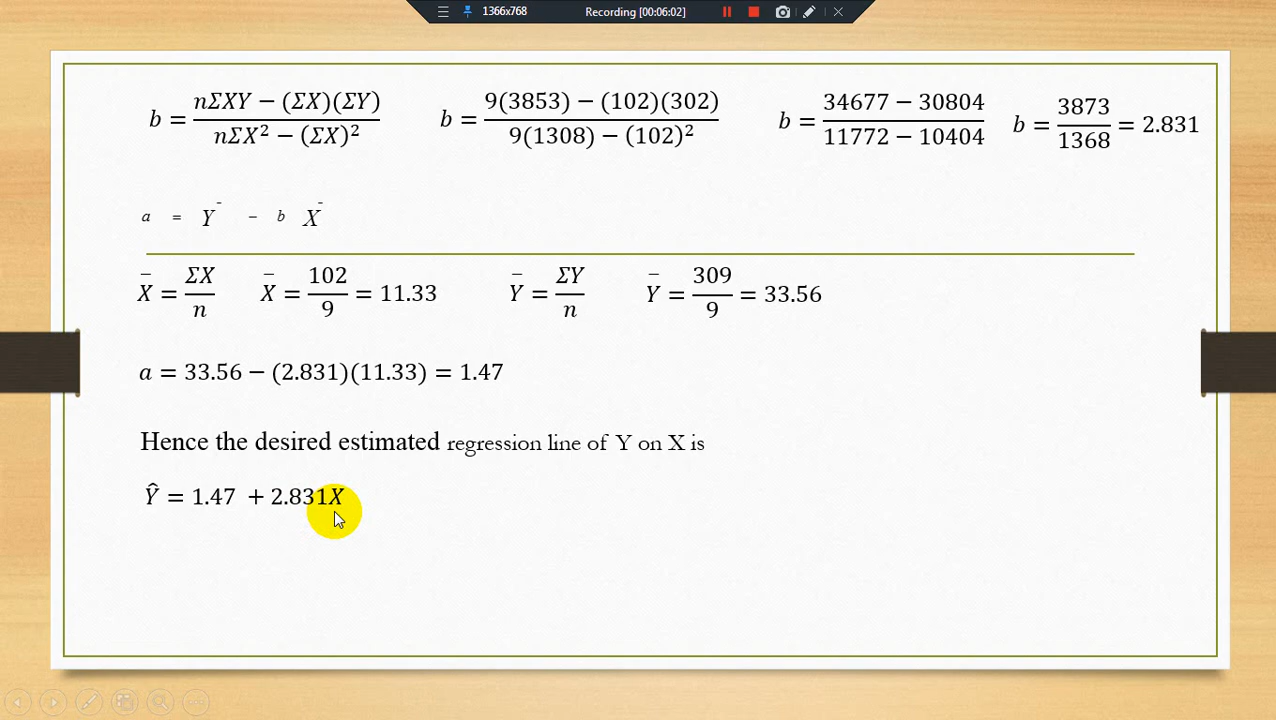 1366x768 Recording [00:06:02]
b = (nΣXY − (ΣX)(ΣY)) / (nΣX² − (ΣX)²) b = (9(3853) − (102)(302)) / (9(1308) − (102)²) b = (34677 − 30804) / (11772 − 10404) b = 3873 / 1368 = 2.831
a = Y̅ − b X̅
X̅ = ΣX / n X̅ = 102 / 9 = 11.33 Y̅ = ΣY / n Y̅ = 309 / 9 = 33.56
a = 33.56 − (2.831)(11.33) = 1.47
Hence the desired estimated regression line of Y on X is
Ŷ = 1.47 + 2.831X